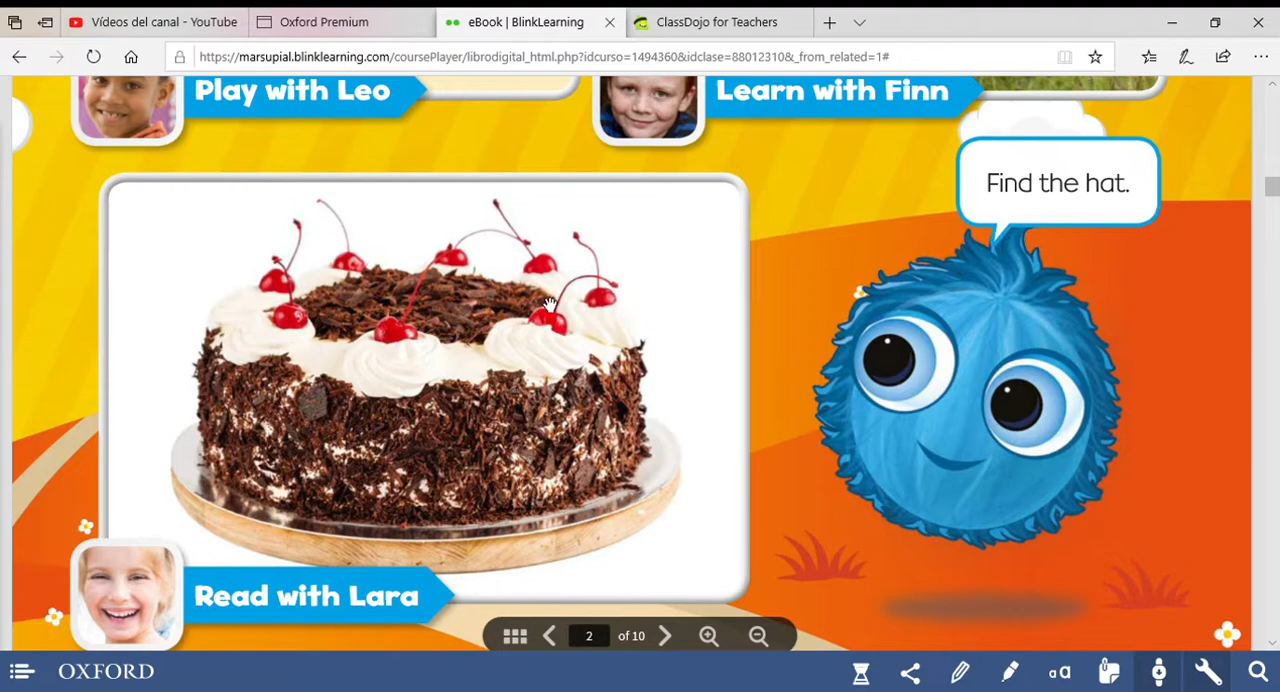 Vídeos del canal - YouTube
Oxford Premium
eBook | BlinkLearning
ClassDojo for Teachers
https://marsupial.blinklearning.com/coursePlayer/librodigital_html.php?idcurso=1494360&idclase=88012310&_from_related=1#
Play with Leo
Learn with Finn
Find the hat.
Read with Lara
2 of 10
OXFORD
aa